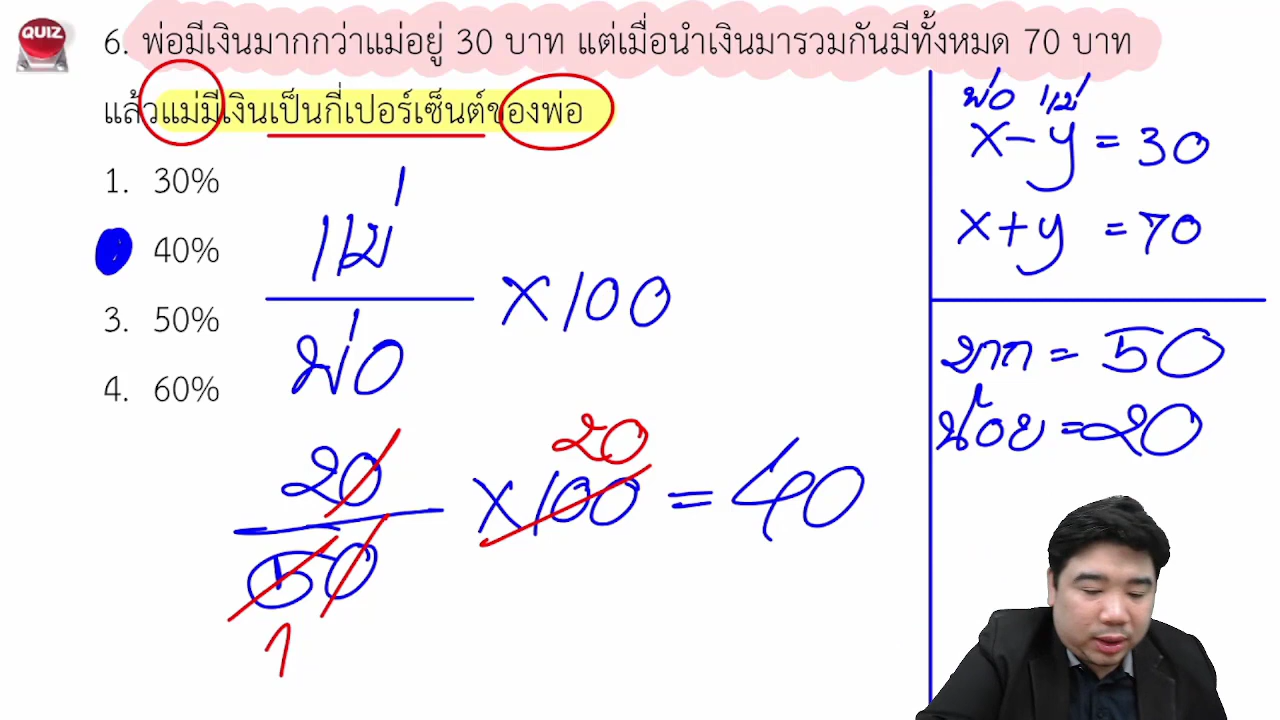 QUIZ
6. พ่อมีเงินมากกว่าแม่อยู่ 30 บาท แต่เมื่อนำเงินมารวมกันมีทั้งหมด 70 บาท
แล้วแม่มีเงินเป็นกี่เปอร์เซ็นต์ของพ่อ
1. 30%
40%
3. 50%
4. 60%
แม่
พ่อ
× 100
20
50
× 100 = 40
20
1
พ่อ แม่
x - y = 30
x + y = 70
มาก = 50
น้อย = 20